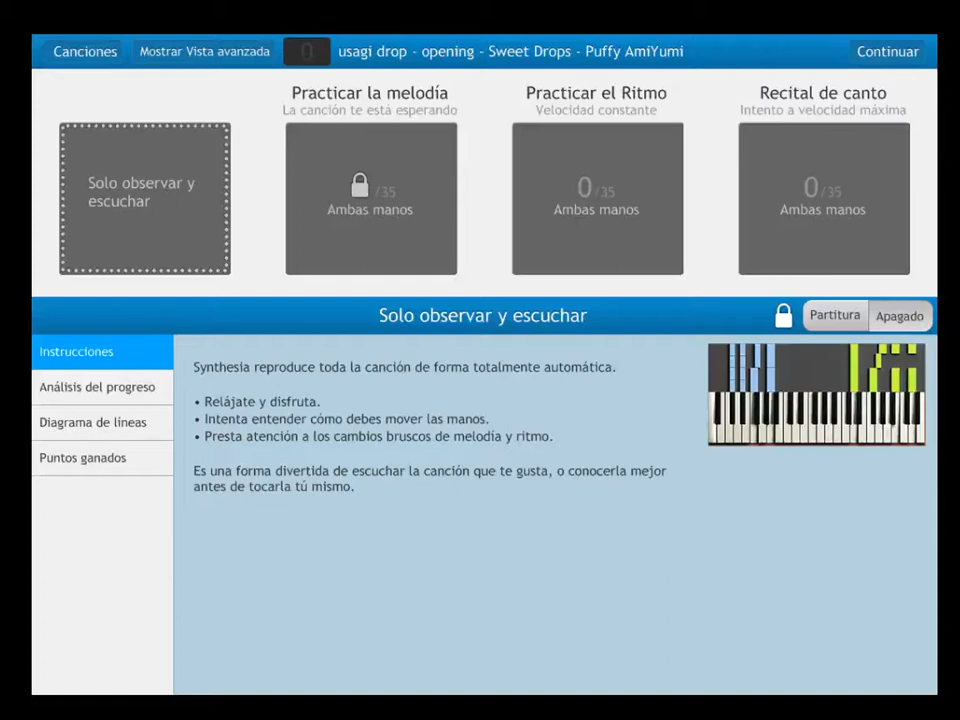 Canciones Mostrar Vista avanzada 0 usagi drop - opening - Sweet Drops - Puffy AmiYumi Continuar
Practicar la melodía Practicar el Ritmo Recital de canto
La canción te está esperando Velocidad constante Intento a velocidad máxima
Solo observar y
escuchar
/35 0/35 0/35
Ambas manos Ambas manos Ambas manos
Solo observar y escuchar Partitura Apagado
Instrucciones
Análisis del progreso
Diagrama de líneas
Puntos ganados
Synthesia reproduce toda la canción de forma totalmente automática.
• Relájate y disfruta.
• Intenta entender cómo debes mover las manos.
• Presta atención a los cambios bruscos de melodía y ritmo.
Es una forma divertida de escuchar la canción que te gusta, o conocerla mejor
antes de tocarla tú mismo.